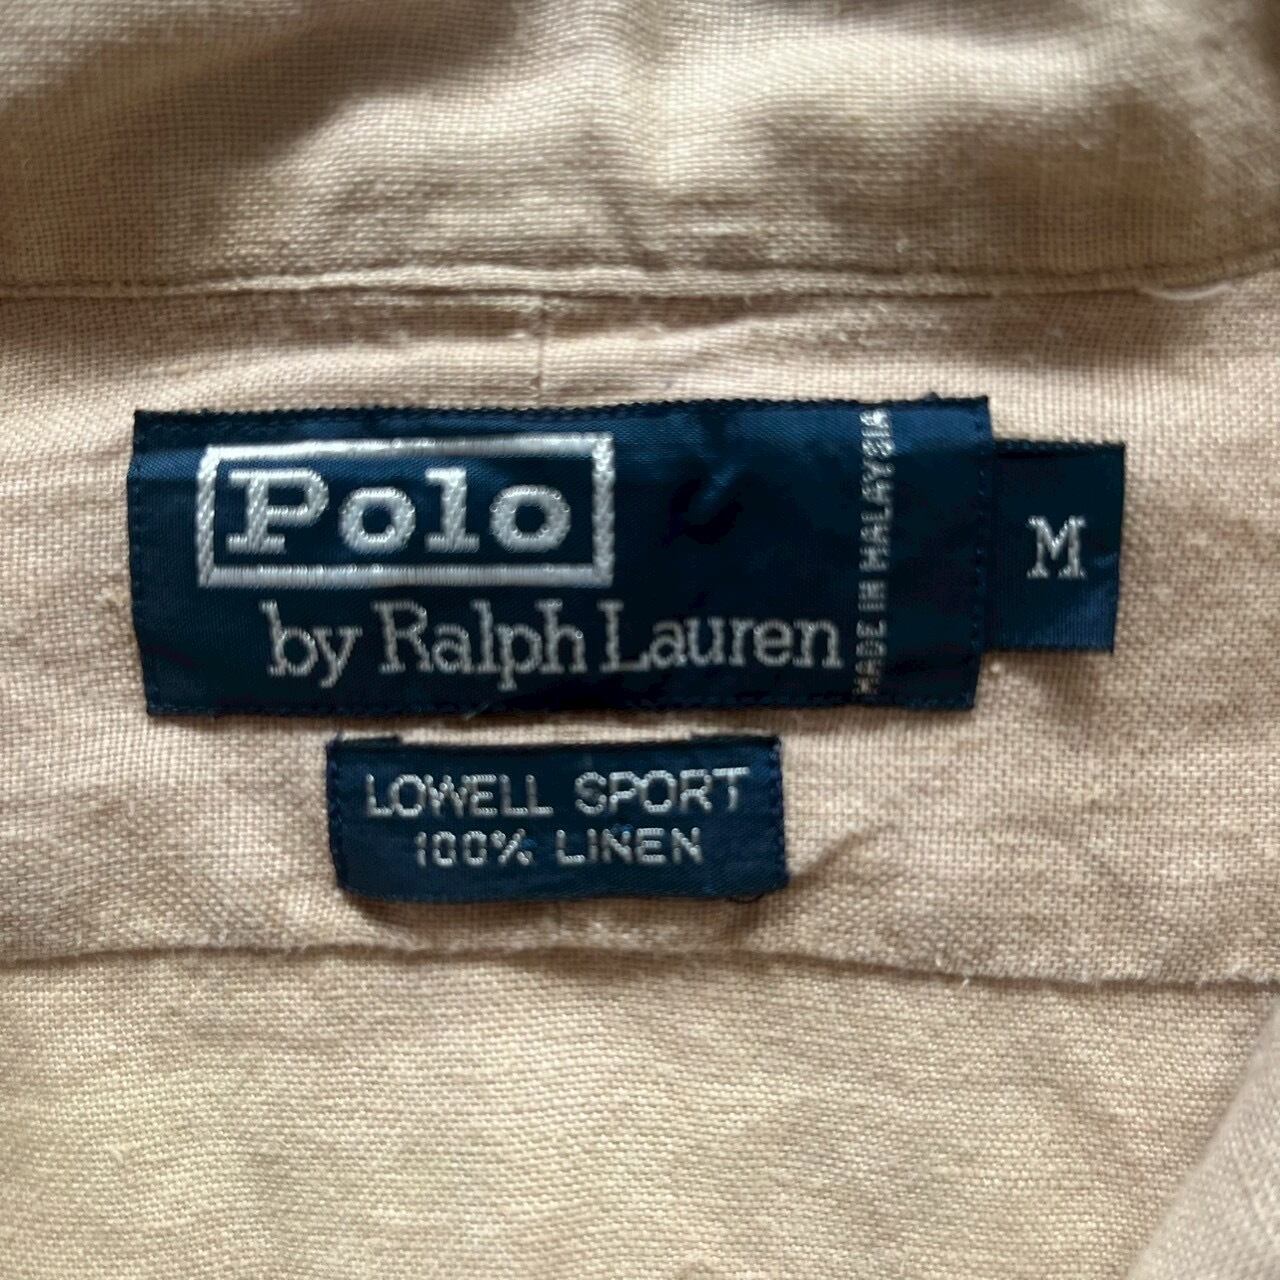 Polo
by Ralph Lauren
MADE IN MALAYSIA
M
LOWELL SPORT
100% LINEN